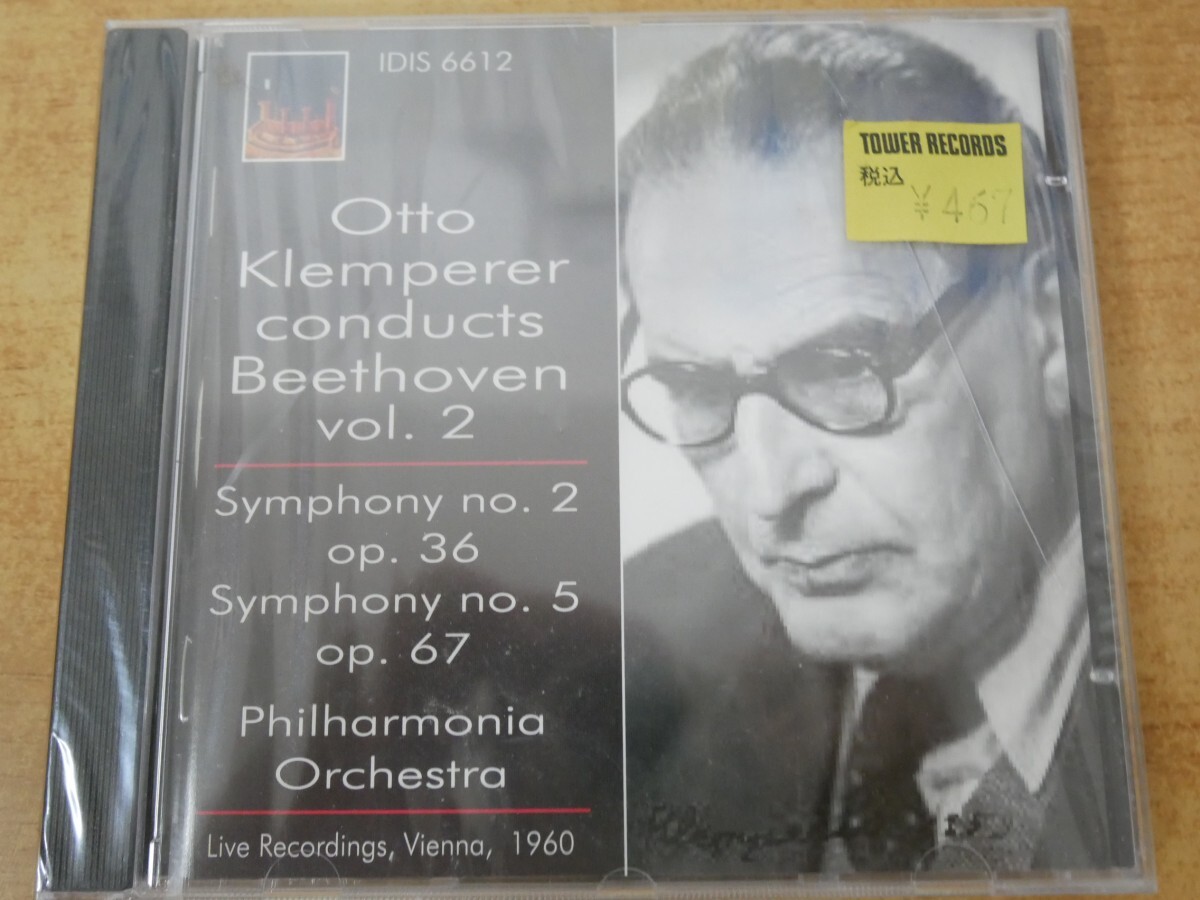 IDIS 6612
Otto
Klemperer
conducts
Beethoven
vol. 2
Symphony no. 2
op. 36
Symphony no. 5
op. 67
Philharmonia
Orchestra
Live Recordings, Vienna, 1960
TOWER RECORDS
税込
¥467